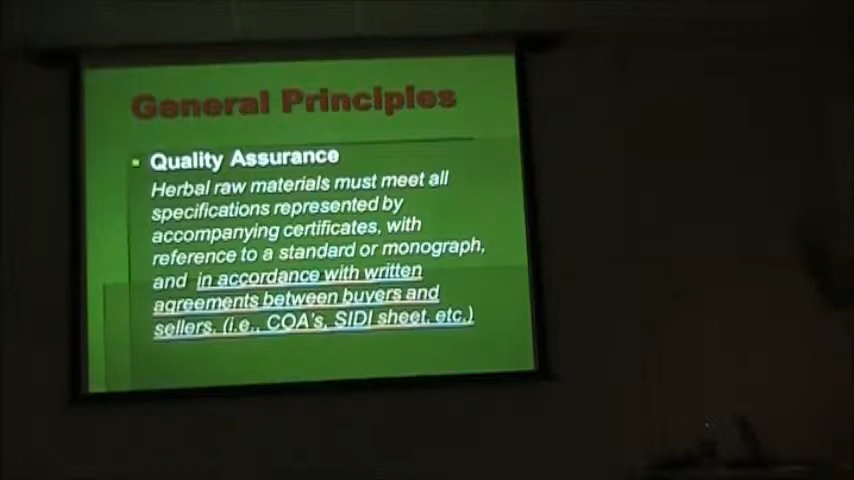 General Principles
Quality Assurance
Herbal raw materials must meet all
specifications represented by
accompanying certificates, with
reference to a standard or monograph,
and in accordance with written
agreements between buyers and
sellers. (i.e., COA's, SIDI sheet, etc.)